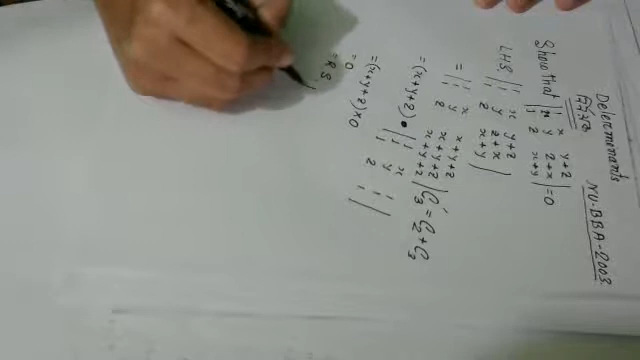 Determinants NU-BBA-2003
Show that | 1 x y+z |
| 1 y z+x | = 0
| 1 z x+y |
LHS | 1 x y+z |
| 1 y z+x |
| 1 z x+y |
= | 1 x x+y+z |
| 1 y x+y+z |
| 1 z x+y+z | C₃′ = C₂ + C₃
= (x+y+z) | 1 x 1 |
| 1 y 1 |
| 1 z 1 |
= (x+y+z) × 0
= 0
= R S